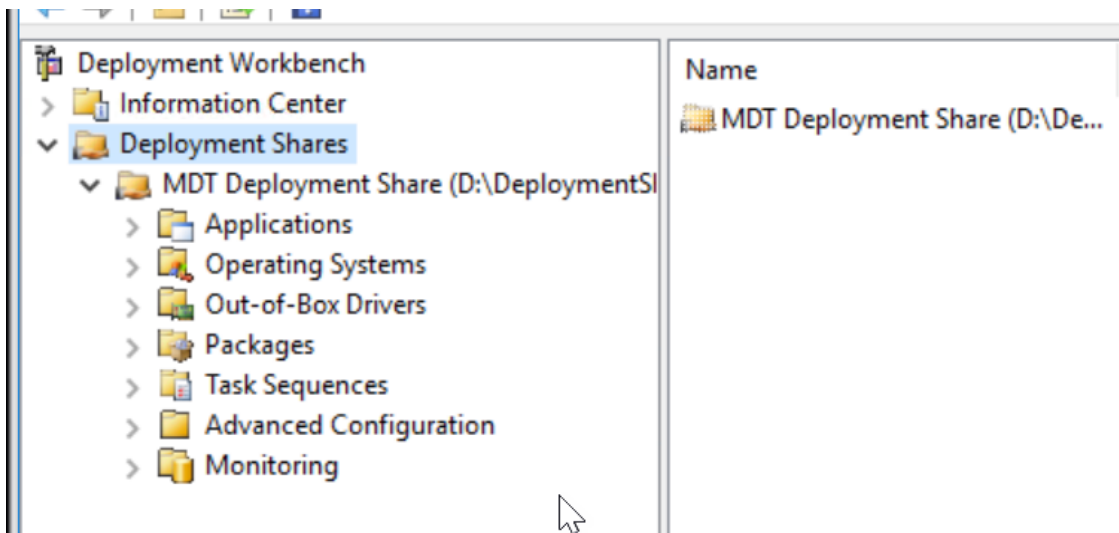 Deployment Workbench
Information Center
Deployment Shares
MDT Deployment Share (D:\DeploymentSl
Applications
Operating Systems
Out-of-Box Drivers
Packages
Task Sequences
Advanced Configuration
Monitoring
Name
MDT Deployment Share (D:\De...